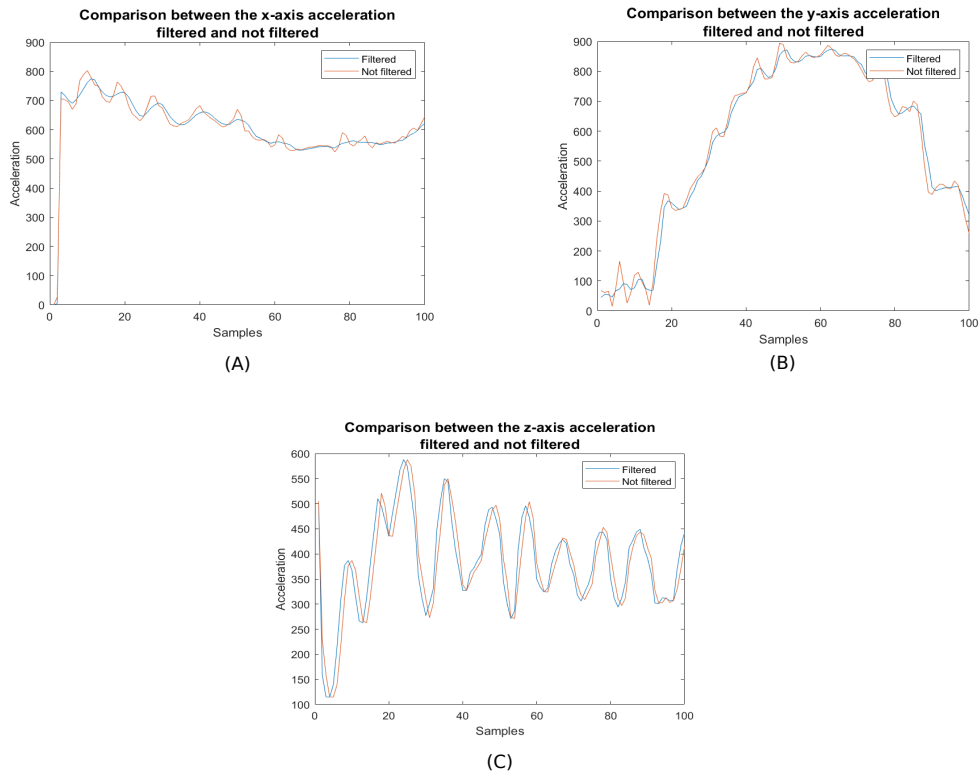 Comparison between the x-axis acceleration
filtered and not filtered
900
800
700
600
500
400
300
200
100
0
Acceleration
Filtered
Not filtered
0
20
40
60
80
100
Samples
(A)
Comparison between the y-axis acceleration
filtered and not filtered
900
800
700
600
500
400
300
200
100
0
Acceleration
Filtered
Not filtered
0
20
40
60
80
100
Samples
(B)
Comparison between the z-axis acceleration
filtered and not filtered
600
550
500
450
400
350
300
250
200
150
100
Acceleration
Filtered
Not filtered
0
20
40
60
80
100
Samples
(C)